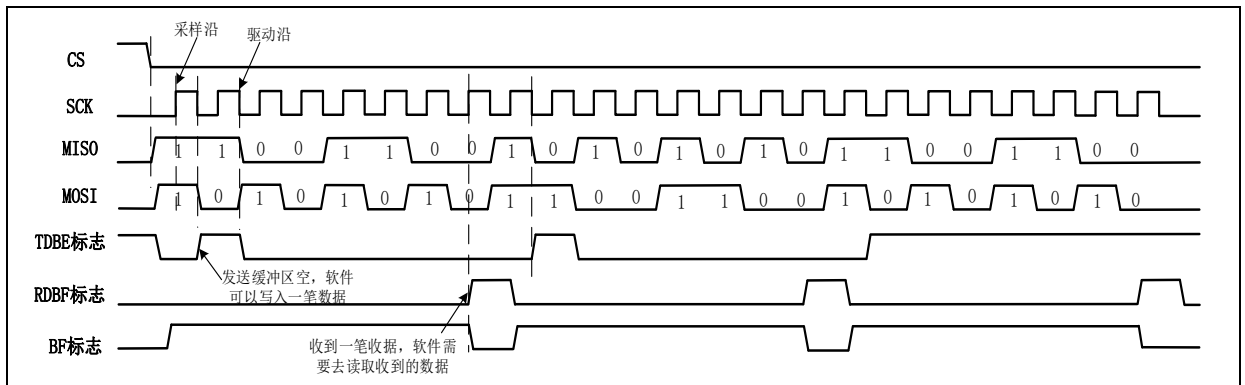 采样沿
驱动沿
CS
SCK
MISO 1 1 0 0 1 1 0 0 1 0 1 0 1 0 1 0 1 1 0 0 1 1 0 0
MOSI 1 0 1 0 1 0 1 0 1 1 0 0 1 1 0 0 1 0 1 0 1 0 1 0
TDBE标志
发送缓冲区空，软件
可以写入一笔数据
RDBF标志
BF标志
收到一笔收据，软件需
要去读取收到的数据